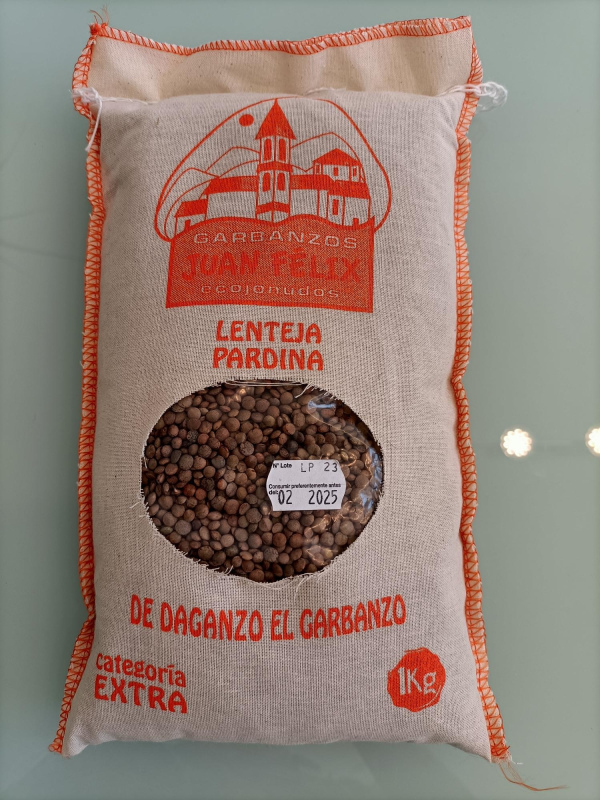 GARBANZOS
JUAN FÉLIX
ecojonudos
LENTEJA
PARDINA
Nº Lote LP 23
Consumir preferentemente antes
del: 02 2025
DE DAGANZO EL GARBANZO
categoría
EXTRA
1Kg